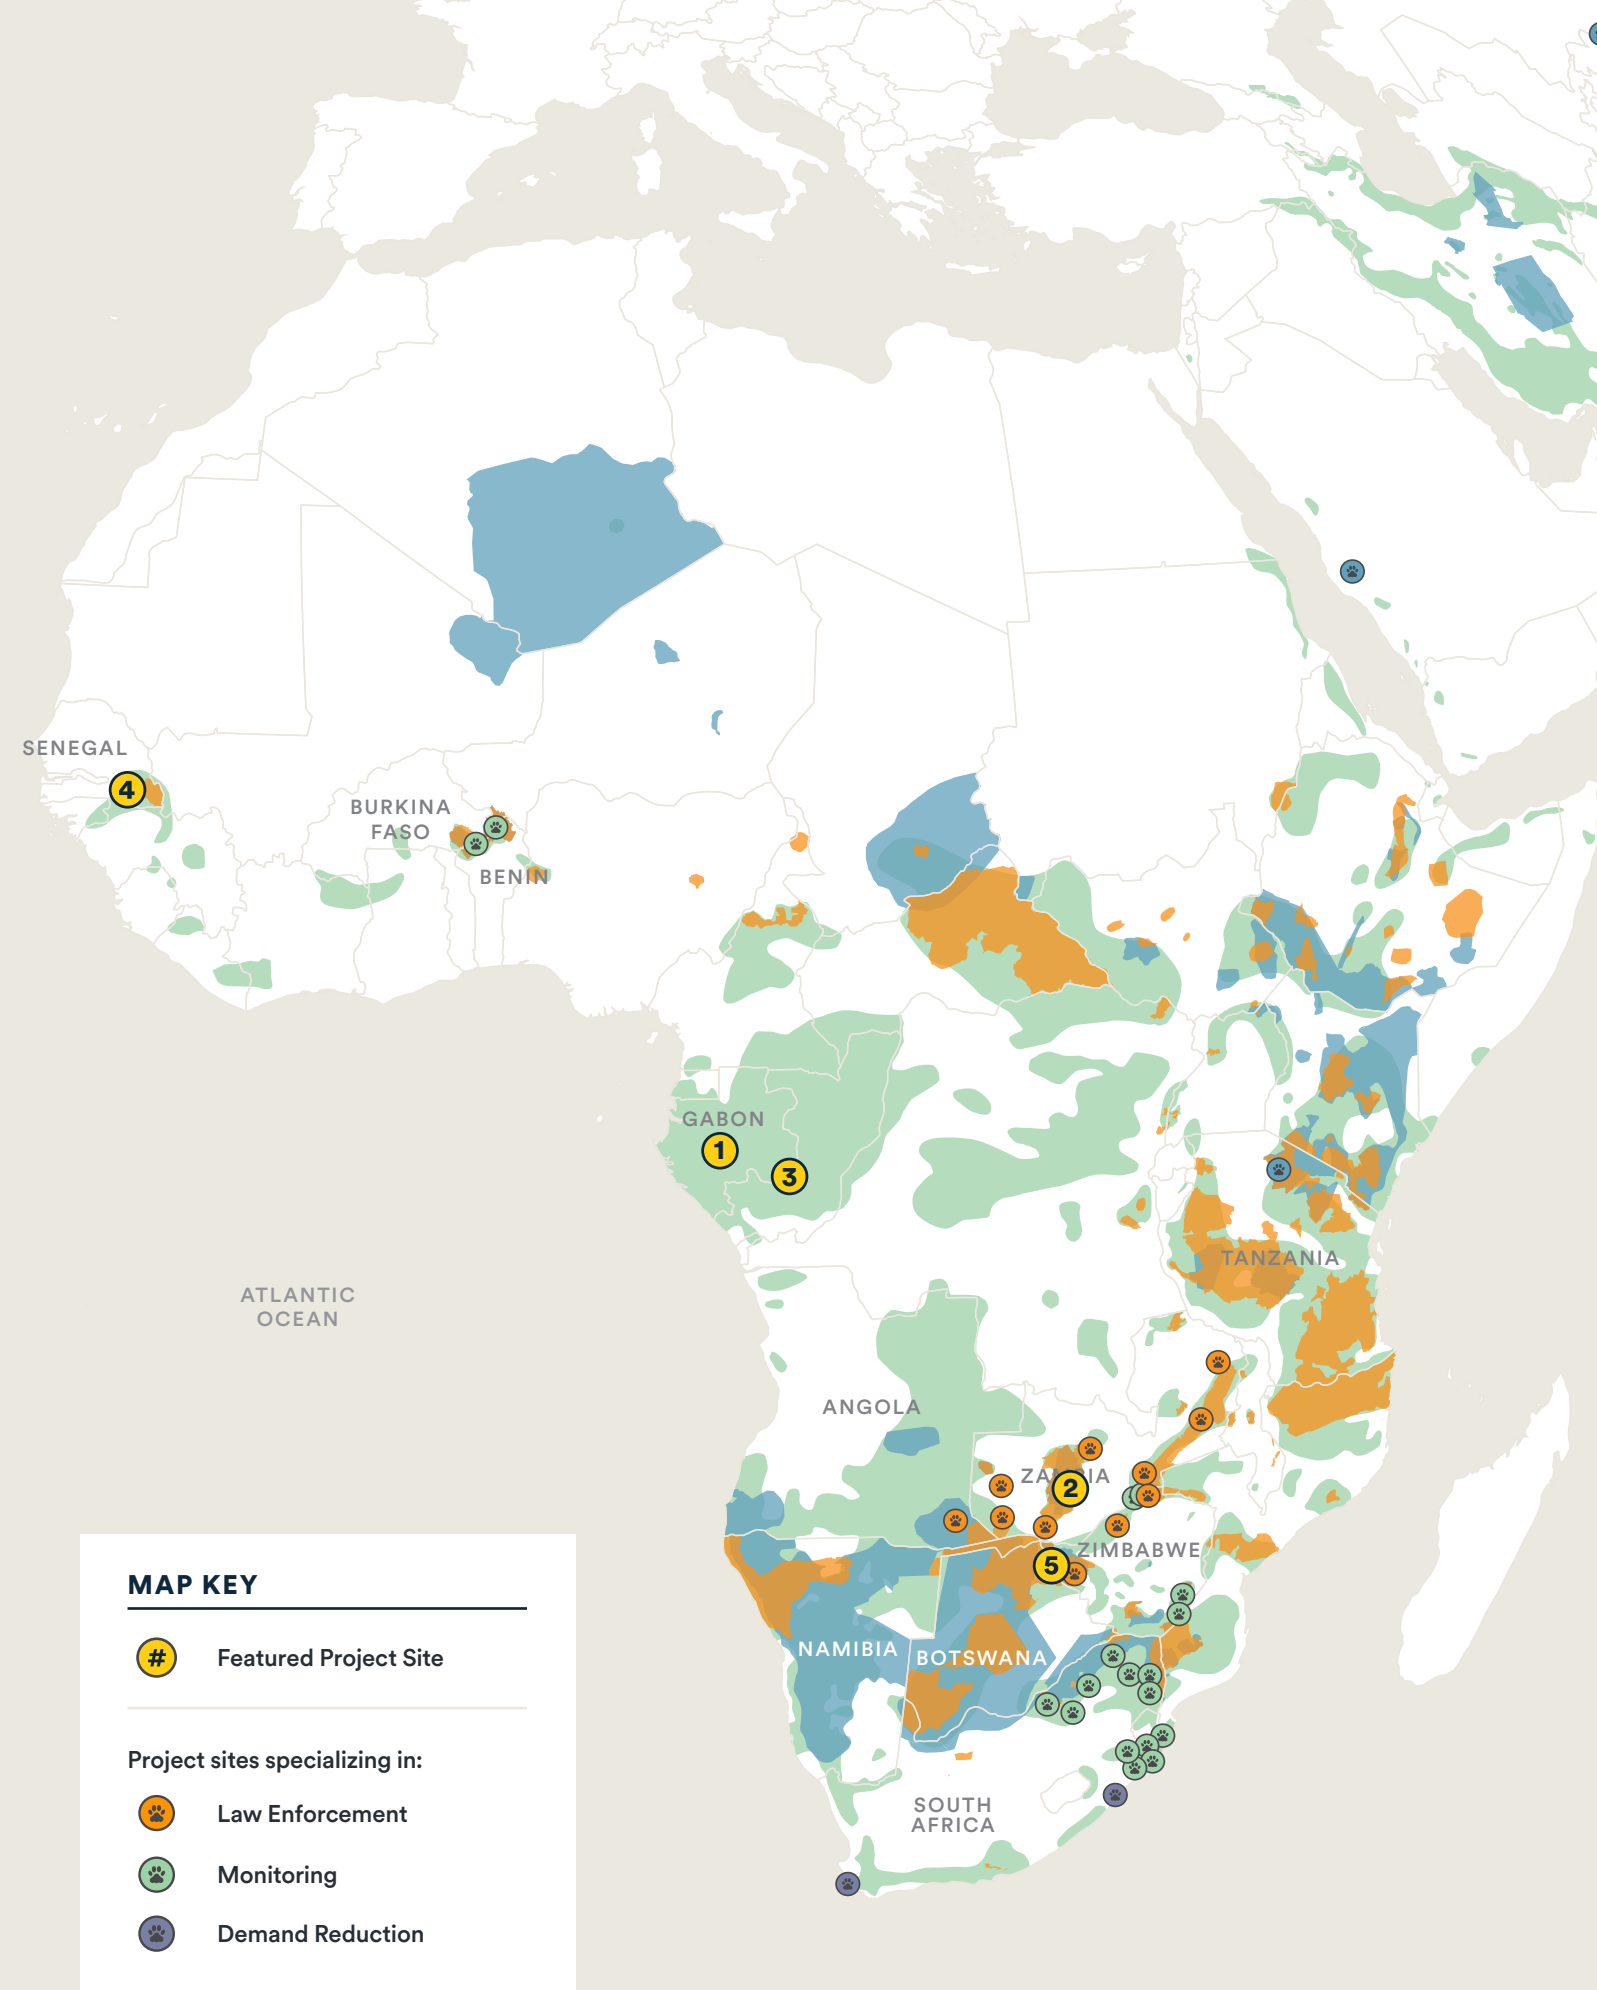 SENEGAL
4
BURKINA
FASO
BENIN
GABON
1
3
TANZANIA
ATLANTIC
OCEAN
ANGOLA
ZAMBIA
2
ZIMBABWE
5
NAMIBIA
BOTSWANA
SOUTH
AFRICA
MAP KEY
# Featured Project Site
Project sites specializing in:
Law Enforcement
Monitoring
Demand Reduction